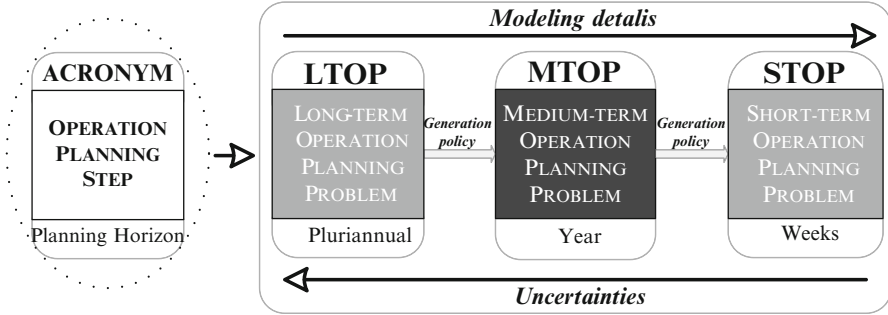 Modeling detalis
ACRONYM
OPERATION
PLANNING
STEP
Planning Horizon
LTOP
LONG-TERM
OPERATION
PLANNING
PROBLEM
Pluriannual
Generation
policy
MTOP
MEDIUM-TERM
OPERATION
PLANNING
PROBLEM
Year
Generation
policy
STOP
SHORT-TERM
OPERATION
PLANNING
PROBLEM
Weeks
Uncertainties